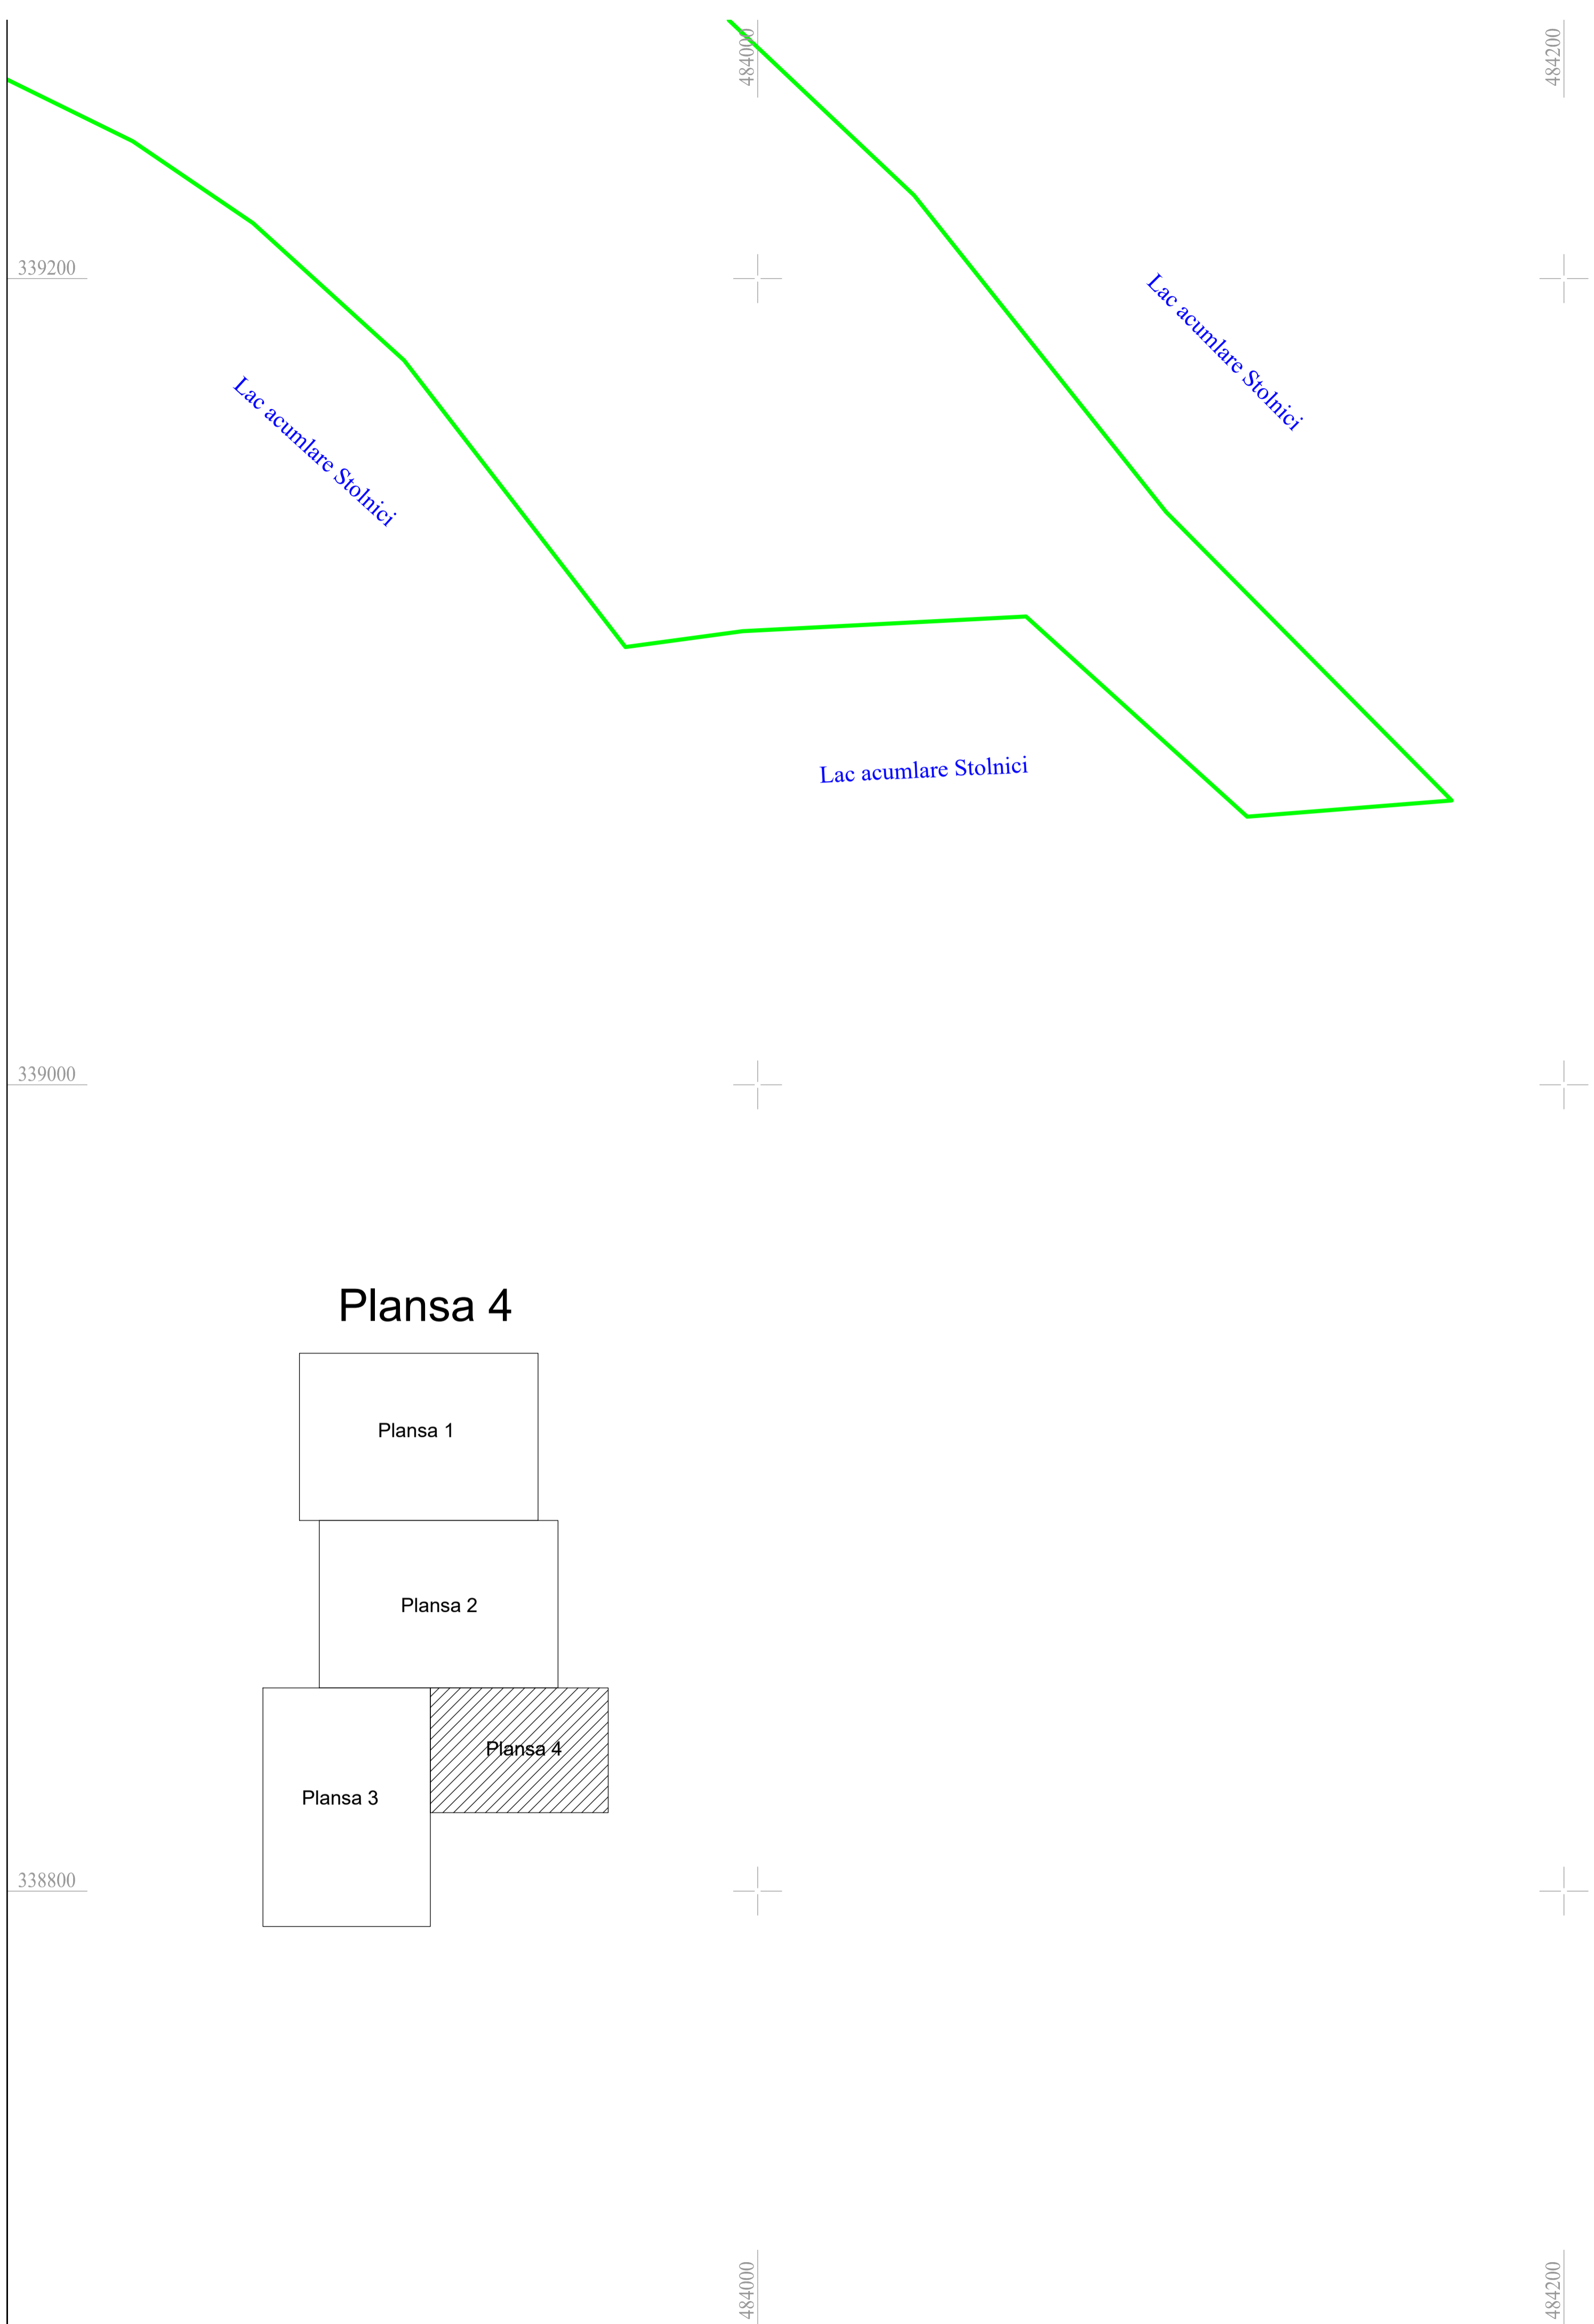 484000
484200
339200
Lac acumlare Stolnici
Lac acumlare Stolnici
Lac acumlare Stolnici
339000
Plansa 4
Plansa 1
Plansa 2
Plansa 4
Plansa 3
338800
484000
484200